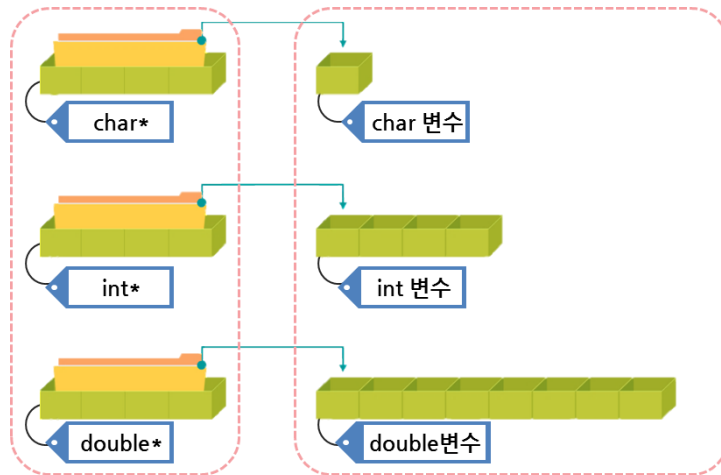 char*
char 변수
int*
int 변수
double*
double변수